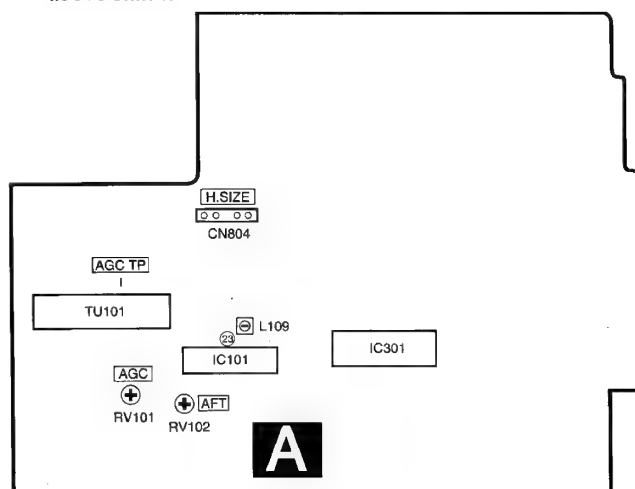 H.SIZE
CN804
AGC TP
TU101
23
L109
IC101
IC301
AGC
RV101
AFT
RV102
A